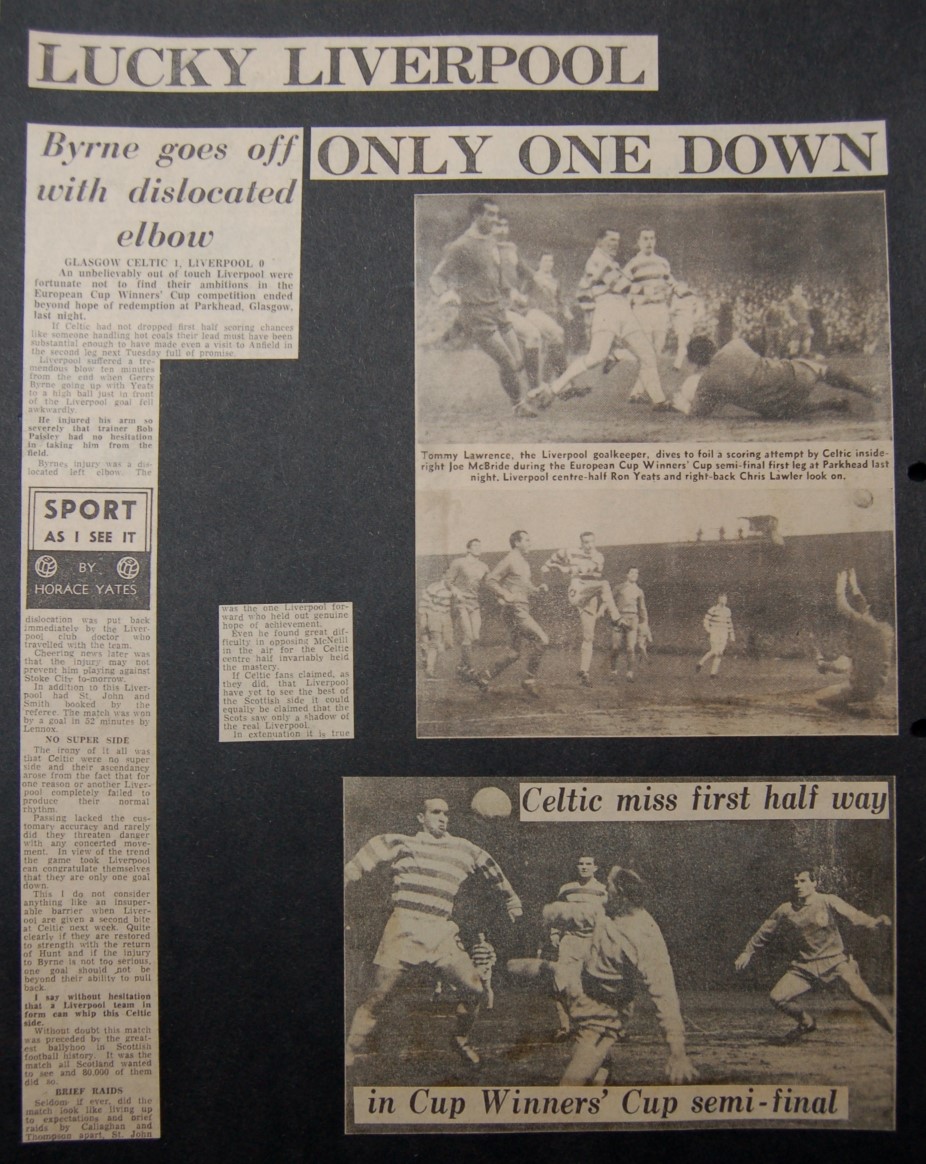 LUCKY LIVERPOOL
ONLY ONE DOWN
Byrne goes off
with dislocated
elbow
GLASGOW CELTIC 1, LIVERPOOL 0
An unbelievably out of touch Liverpool were
fortunate not to find their ambitions in the
European Cup Winners' Cup competition ended
beyond hope of redemption at Parkhead, Glasgow,
last night.
If Celtic had not dropped first half scoring chances
like someone handling hot coals their lead must have been
substantial enough to have made even a visit to Anfield in
the second leg next Tuesday full of promise.
Liverpool suffered a tre-
mendous blow ten minutes
from the end when Gerry
Byrne going up with Yeats
to a high ball just in front
of the Liverpool goal fell
awkwardly.
He injured his arm so
severely that trainer Bob
Paisley had no hesitation
in taking him from the
field.
Byrnes injury was a dis-
located left elbow. The
SPORT
AS I SEE IT
BY
HORACE YATES
dislocation was put back
immediately by the Liver-
pool club doctor who
travelled with the team.
Cheering news later was
that the injury may not
prevent him playing against
Stoke City to-morrow.
In addition to this Liver-
pool had St. John and
Smith booked by the
referee. The match was won
by a goal in 52 minutes by
Lennox.
NO SUPER SIDE
The irony of it all was
that Celtic were no super
side and their ascendancy
arose from the fact that for
one reason or another Liver-
pool completely failed to
produce their normal
rhythm.
Passing lacked the cus-
tomary accuracy and rarely
did they threaten danger
with any concerted move-
ment. In view of the trend
the game took Liverpool
can congratulate themselves
that they are only one goal
down.
This I do not consider
anything like an insuper-
able barrier when Liver-
ool are given a second bite
at Celtic next week. Quite
clearly if they are restored
to strength with the return
of Hunt and if the injury
to Byrne is not too serious,
one goal should not be
beyond their ability to pull
back.
I say without hesitation
that a Liverpool team in
form can whip this Celtic
side.
Without doubt this match
was preceded by the great-
est ballyhoo in Scottish
football history. It was the
match all Scotland wanted
to see and 80,000 of them
did so.
BRIEF RAIDS
Seldom if ever, did the
match look like living up
to expectations and brief
raids by Callaghan and
Thompson apart, St. John
was the one Liverpool for-
ward who held out genuine
hope of achievement.
Even he found great dif-
ficulty in opposing McNeill
in the air for the Celtic
centre half invariably held
the mastery.
If Celtic fans claimed, as
they did, that Liverpool
have yet to see the best of
the Scottish side it could
equally be claimed that the
Scots saw only a shadow of
the real Liverpool.
In extenuation it is true
Tommy Lawrence, the Liverpool goalkeeper, dives to foil a scoring attempt by Celtic inside-
right Joe McBride during the European Cup Winners' Cup semi-final first leg at Parkhead last
night. Liverpool centre-half Ron Yeats and right-back Chris Lawler look on.
Celtic miss first half way
in Cup Winners' Cup semi-final